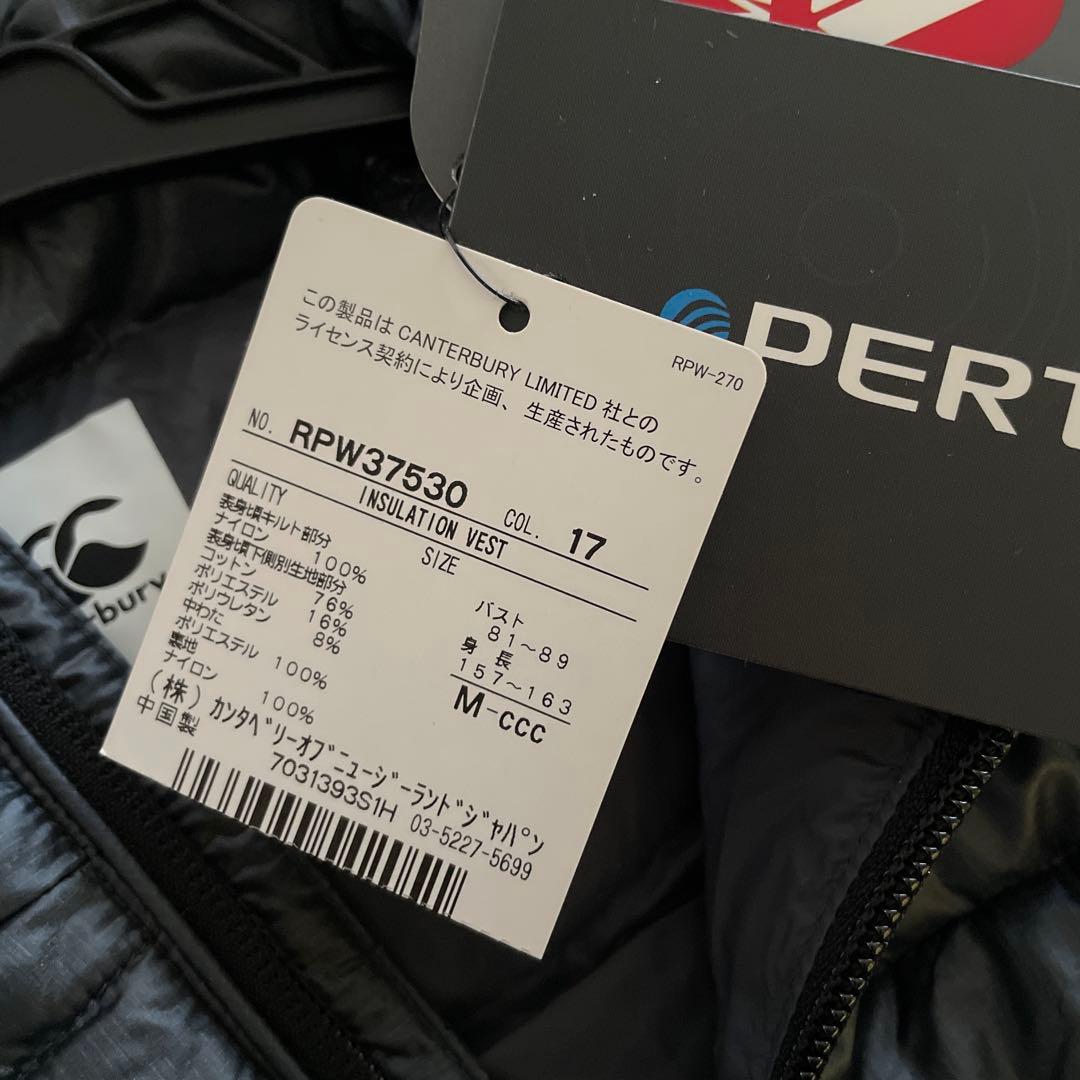 PERT
RPW-270
この製品は CANTERBURY LIMITED 社との
ライセンス契約により企画、生産されたものです。
NO. RPW37530 COL. 17
INSULATION VEST
QUALITY SIZE
表身頃キルト部分
ナイロン 100%
表身頃下側別生地部分
コットン 76%
ポリエステル 16%
ポリウレタン 8%
中わた
ポリエステル 100%
裏地
ナイロン 100%
バスト
81~89
身長
157~163
M-CCC
(株)カンタベリーオブニュージーランドジャパン
中国製 7031393S1H 03-5227-5699
bury